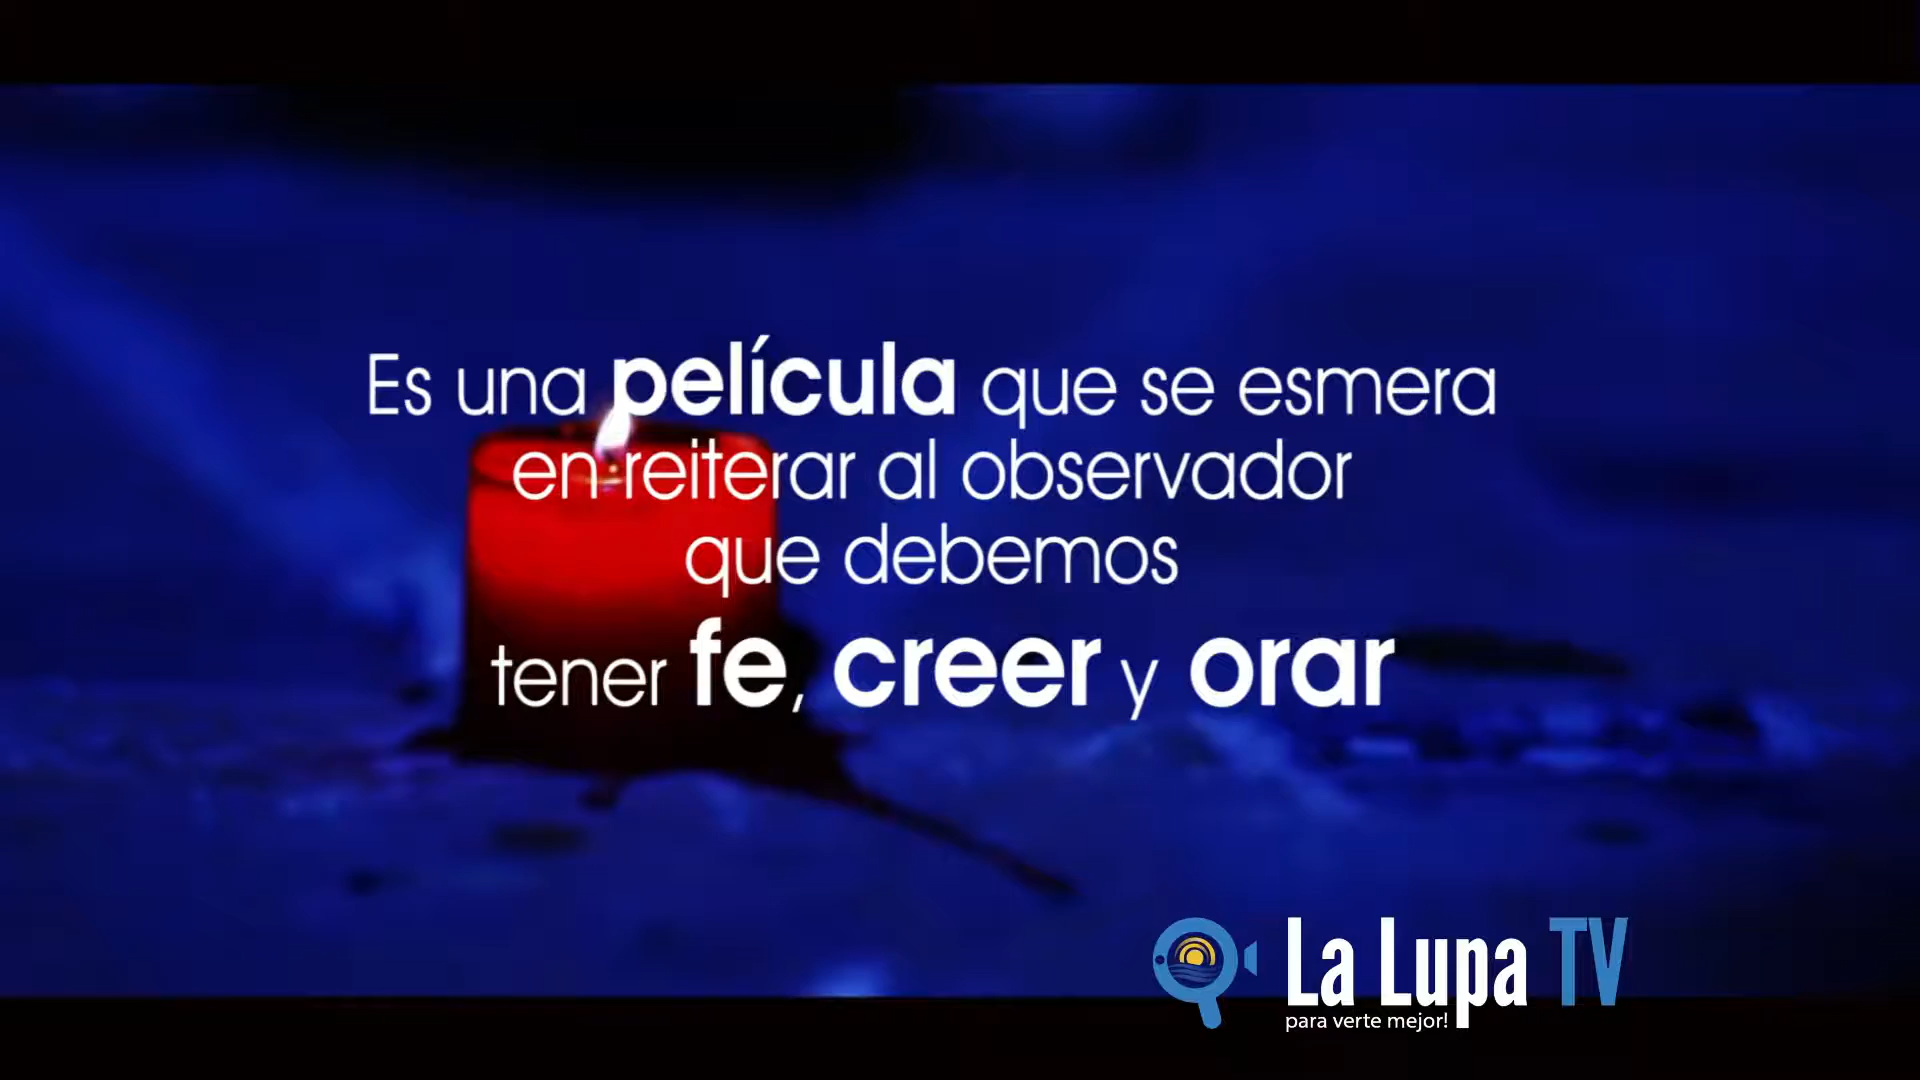 Es una película que se esmera
en reiterar al observador
que debemos
tener fe, creer y orar
La Lupa TV
para verte mejor!